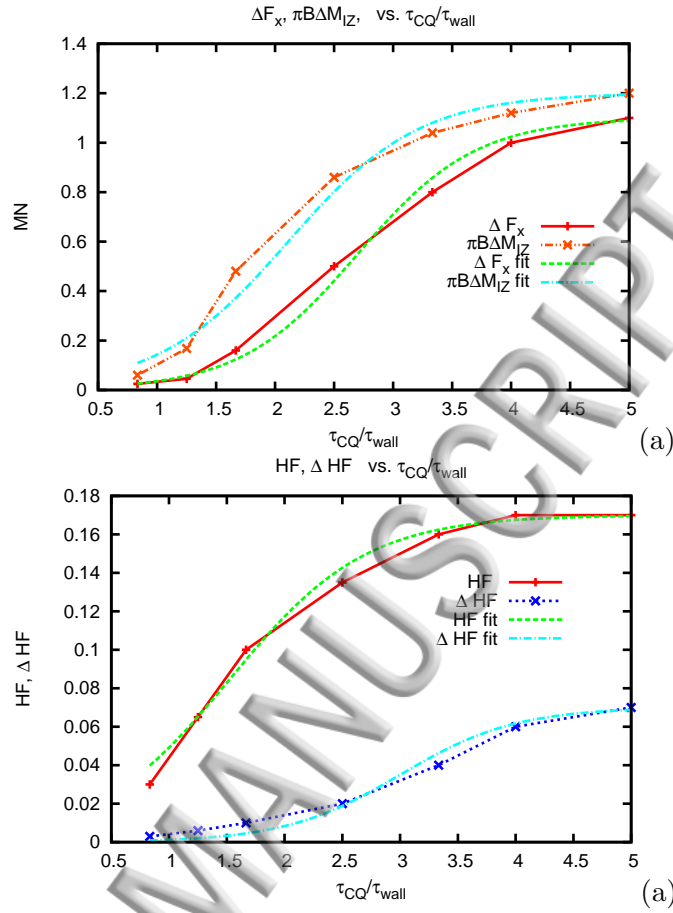 ΔF_x, πBΔM_IZ, vs. τ_CQ/τ_wall
1.4
1.2
1
0.8
0.6
0.4
0.2
0
MN
Δ F_x
πBΔM_IZ
Δ F_x fit
πBΔM_IZ fit
0.5 1 1.5 2 2.5 3 3.5 4 4.5 5
τ_CQ/τ_wall
(a)
HF, Δ HF vs. τ_CQ/τ_wall
0.18
0.16
0.14
0.12
0.1
0.08
0.06
0.04
0.02
0
HF, Δ HF
HF
Δ HF
HF fit
Δ HF fit
0.5 1 1.5 2 2.5 3 3.5 4 4.5 5
τ_CQ/τ_wall
(a)
MANUSCRIPT